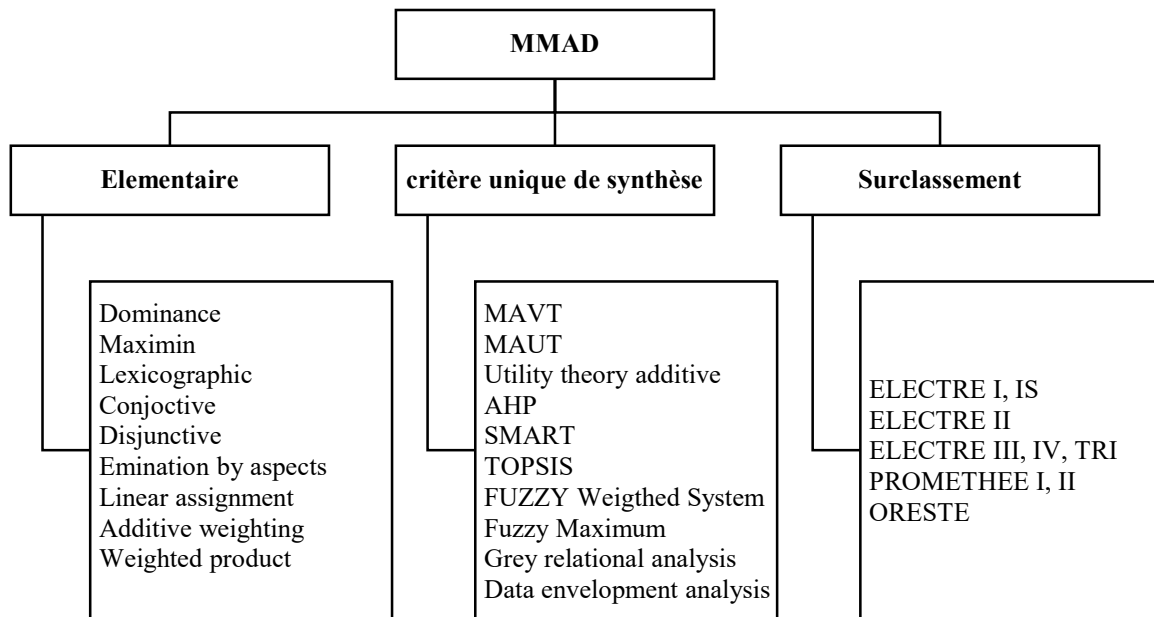 MMAD
Elementaire
critère unique de synthèse
Surclassement
Dominance
Maximin
Lexicographic
Conjoctive
Disjunctive
Emination by aspects
Linear assignment
Additive weighting
Weighted product
MAVT
MAUT
Utility theory additive
AHP
SMART
TOPSIS
FUZZY Weigthed System
Fuzzy Maximum
Grey relational analysis
Data envelopment analysis
ELECTRE I, IS
ELECTRE II
ELECTRE III, IV, TRI
PROMETHEE I, II
ORESTE